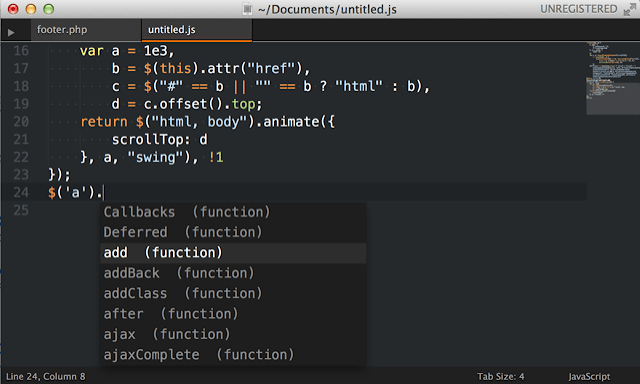 ~/Documents/untitled.js
UNREGISTERED
footer.php
untitled.js
16 var a = 1e3,
17 b = $(this).attr("href"),
18 c = $("#" == b || "" == b ? "html" : b),
19 d = c.offset().top;
20 return $("html, body").animate({
21 scrollTop: d
22 }, a, "swing"), !1
23 });
24 $('a').
25
Callbacks (function)
Deferred (function)
add (function)
addBack (function)
addClass (function)
after (function)
ajax (function)
ajaxComplete (function)
Line 24, Column 8
Tab Size: 4
JavaScript